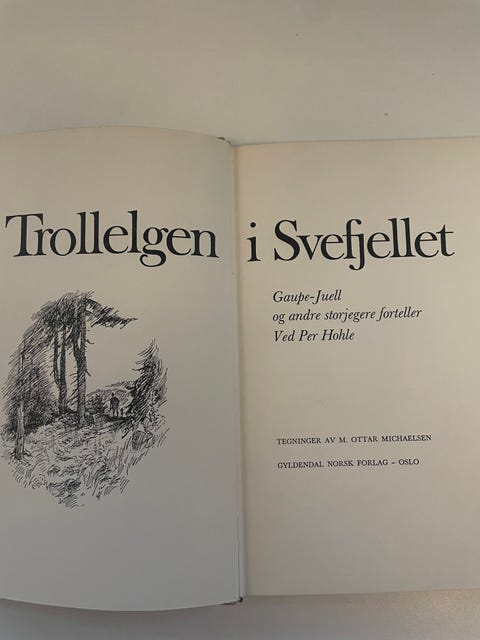 Trollelgen i Svefjellet
Gaupe-Juell
og andre storjegere forteller
Ved Per Hohle
TEGNINGER AV M. OTTAR MICHAELSEN
GYLDENDAL NORSK FORLAG – OSLO